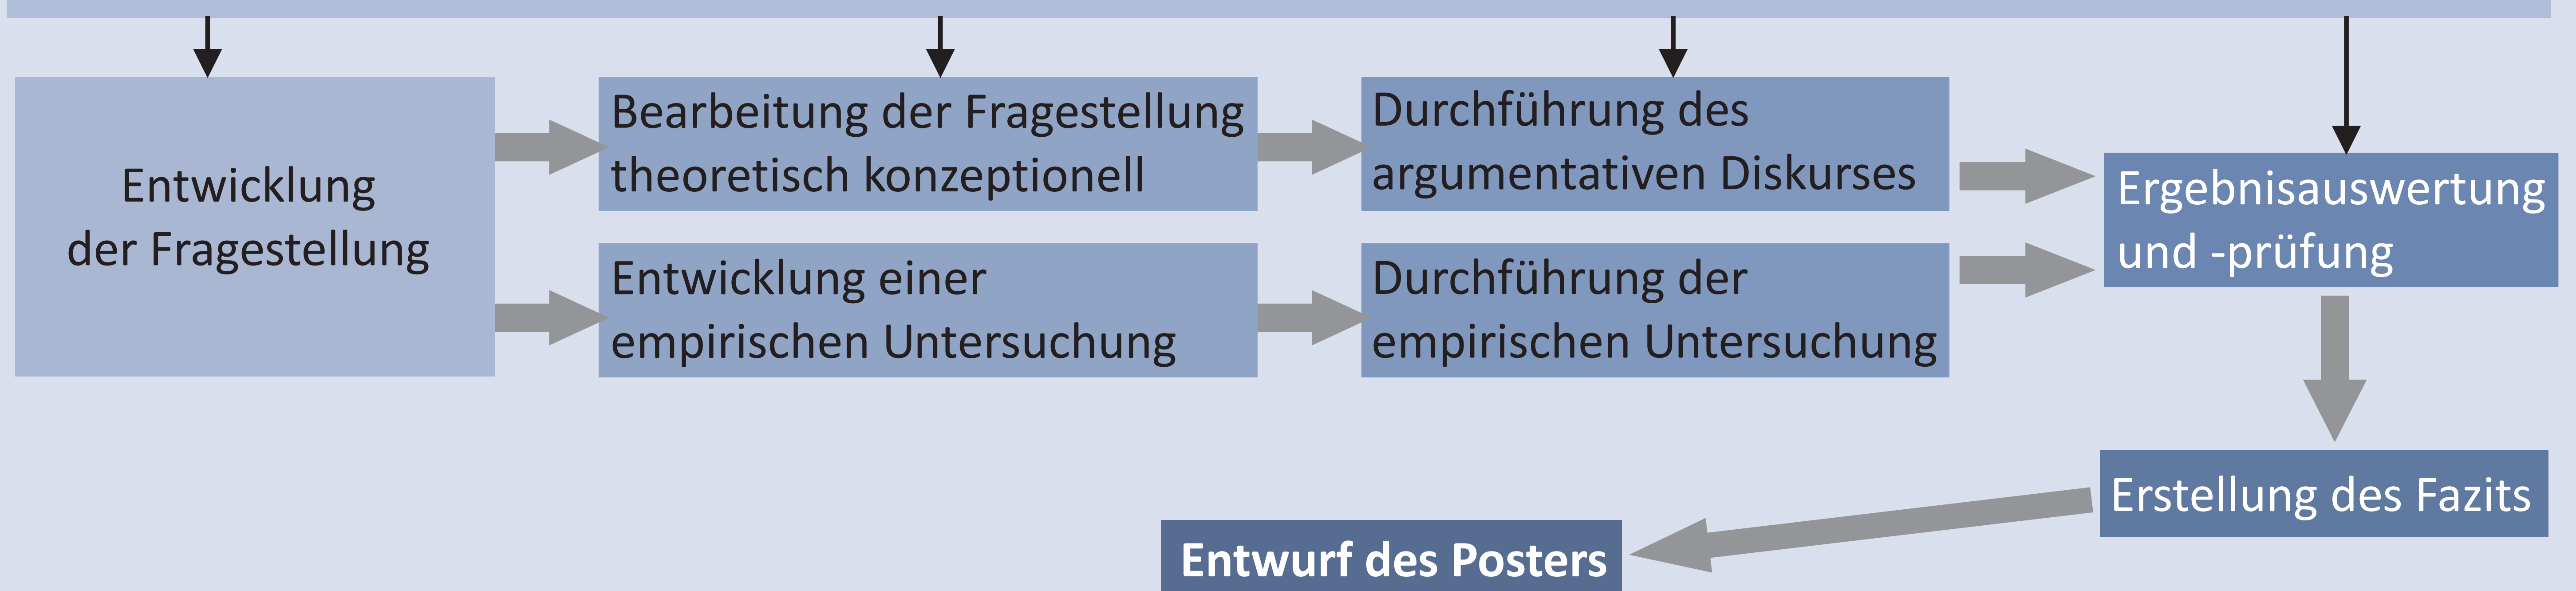 Entwicklung
der Fragestellung
Bearbeitung der Fragestellung
theoretisch konzeptionell
Entwicklung einer
empirischen Untersuchung
Durchführung des
argumentativen Diskurses
Durchführung der
empirischen Untersuchung
Ergebnisauswertung
und -prüfung
Erstellung des Fazits
Entwurf des Posters